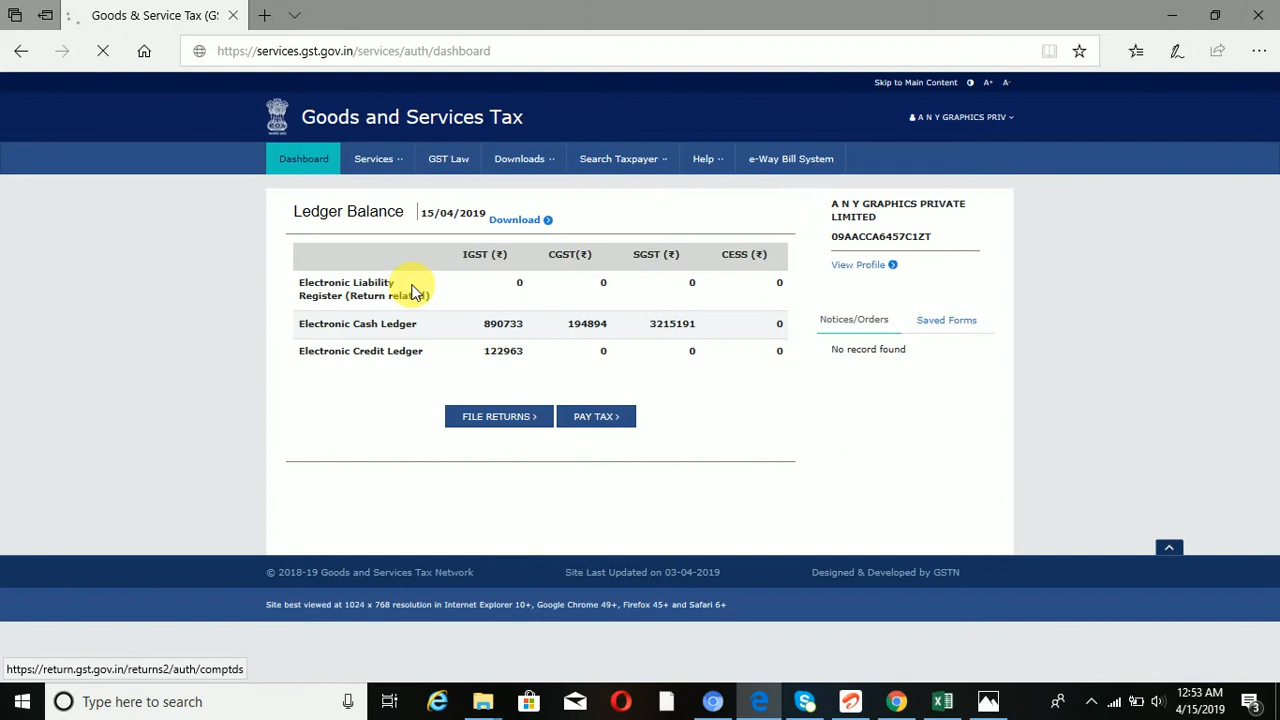 Goods & Services Tax (G:
https://services.gst.gov.in/services/auth/dashboard
Skip to Main Content A+ A-
Goods and Services Tax
A N Y GRAPHICS PRIV
Dashboard Services GST Law Downloads Search Taxpayer Help e-Way Bill System
Ledger Balance 15/04/2019 Download
A N Y GRAPHICS PRIVATE
LIMITED
09AACCA6457C1ZT
View Profile
IGST (₹) CGST(₹) SGST (₹) CESS (₹)
Electronic Liability
Register (Return related) 0 0 0 0
Electronic Cash Ledger 890733 194894 3215191 0
Electronic Credit Ledger 122963 0 0 0
Notices/Orders Saved Forms
No record found
FILE RETURNS > PAY TAX >
© 2018-19 Goods and Services Tax Network Site Last Updated on 03-04-2019 Designed & Developed by GSTN
Site best viewed at 1024 x 768 resolution in Internet Explorer 10+, Google Chrome 49+, Firefox 45+ and Safari 6+
https://return.gst.gov.in/returns2/auth/comptds
Type here to search
12:53 AM
4/15/2019
3